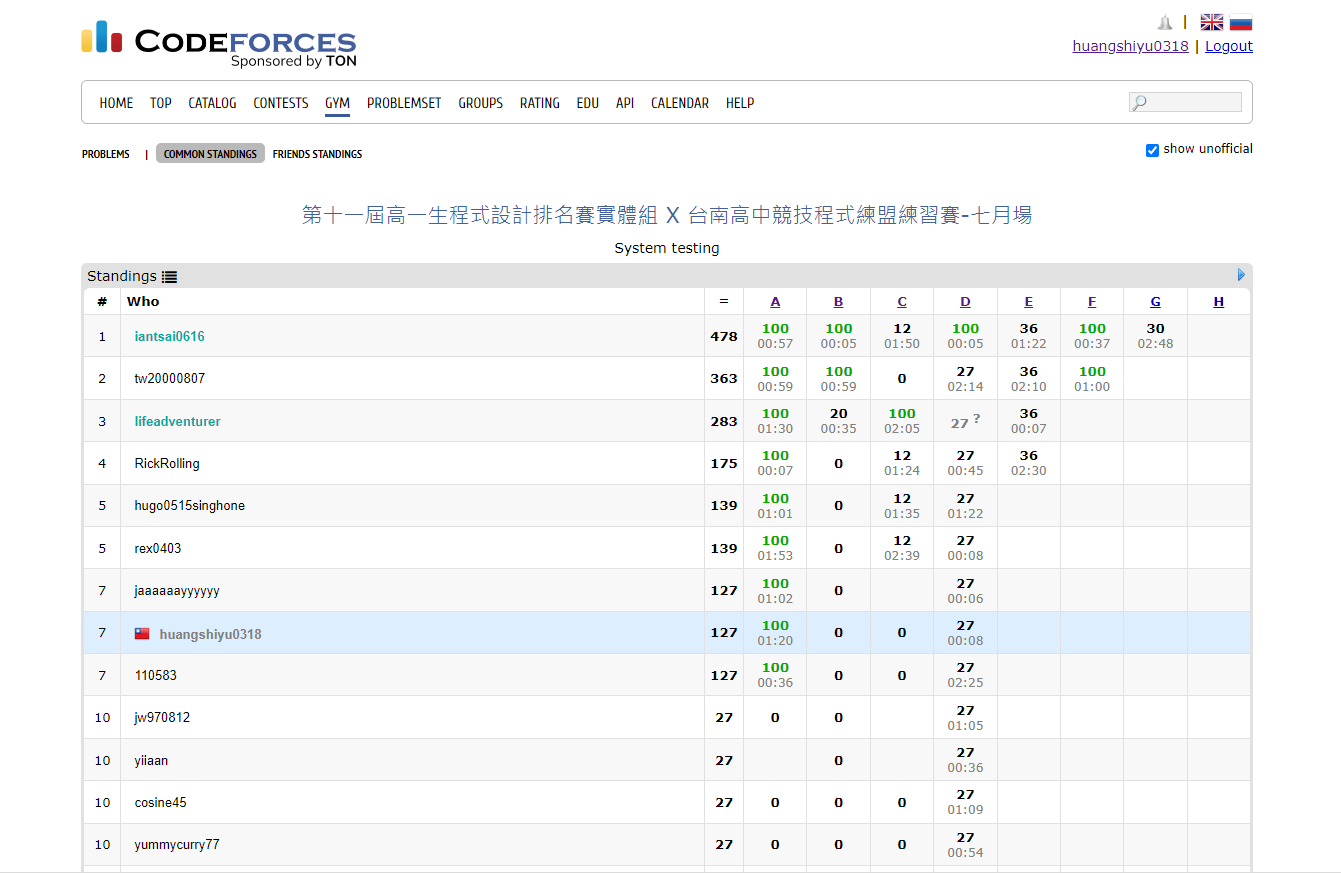 CODEFORCES
Sponsored by TON
huangshiyu0318 | Logout
HOME TOP CATALOG CONTESTS GYM PROBLEMSET GROUPS RATING EDU API CALENDAR HELP
PROBLEMS | COMMON STANDINGS FRIENDS STANDINGS show unofficial
第十一屆高一生程式設計排名賽實體組 X 台南高中競技程式練盟練習賽-七月場
System testing
Standings
# Who = A B C D E F G H
1 iantsai0616 478 100 100 12 100 36 100 30
00:57 00:05 01:50 00:05 01:22 00:37 02:48
2 tw20000807 363 100 100 0 27 36 100
00:59 00:59 02:14 02:10 01:00
3 lifeadventurer 283 100 20 100 27 ? 36
01:30 00:35 02:05 00:07
4 RickRolling 175 100 0 12 27 36
00:07 01:24 00:45 02:30
5 hugo0515singhone 139 100 0 12 27
01:01 01:35 01:22
5 rex0403 139 100 0 12 27
01:53 02:39 00:08
7 jaaaaaayyyyyy 127 100 0 27
01:02 00:06
7 huangshiyu0318 127 100 0 0 27
01:20 00:08
7 110583 127 100 0 0 27
00:36 02:25
10 jw970812 27 0 0 27
01:05
10 yiiaan 27 0 27
00:36
10 cosine45 27 0 0 0 27
01:09
10 yummycurry77 27 0 0 0 27
00:54